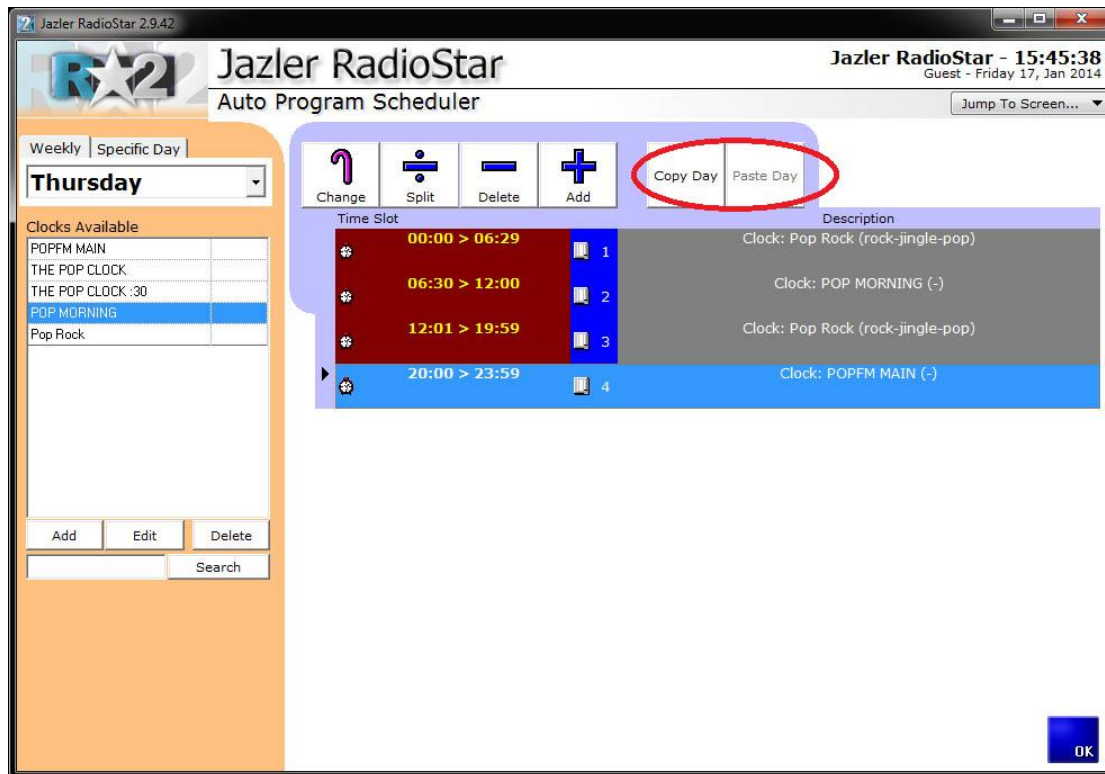 Jazler RadioStar 2.9.42
R 2
Jazler RadioStar
Jazler RadioStar - 15:45:38
Guest - Friday 17, Jan 2014
Auto Program Scheduler
Jump To Screen...
Weekly
Specific Day
Thursday
Clocks Available
POPFM MAIN
THE POP CLOCK
THE POP CLOCK :30
POP MORNING
Pop Rock
Add
Edit
Delete
Search
Change
Split
Delete
Add
Copy Day
Paste Day
Time Slot
Description
00:00 > 06:29
1
Clock: Pop Rock (rock-jingle-pop)
06:30 > 12:00
2
Clock: POP MORNING (-)
12:01 > 19:59
3
Clock: Pop Rock (rock-jingle-pop)
20:00 > 23:59
4
Clock: POPFM MAIN (-)
OK